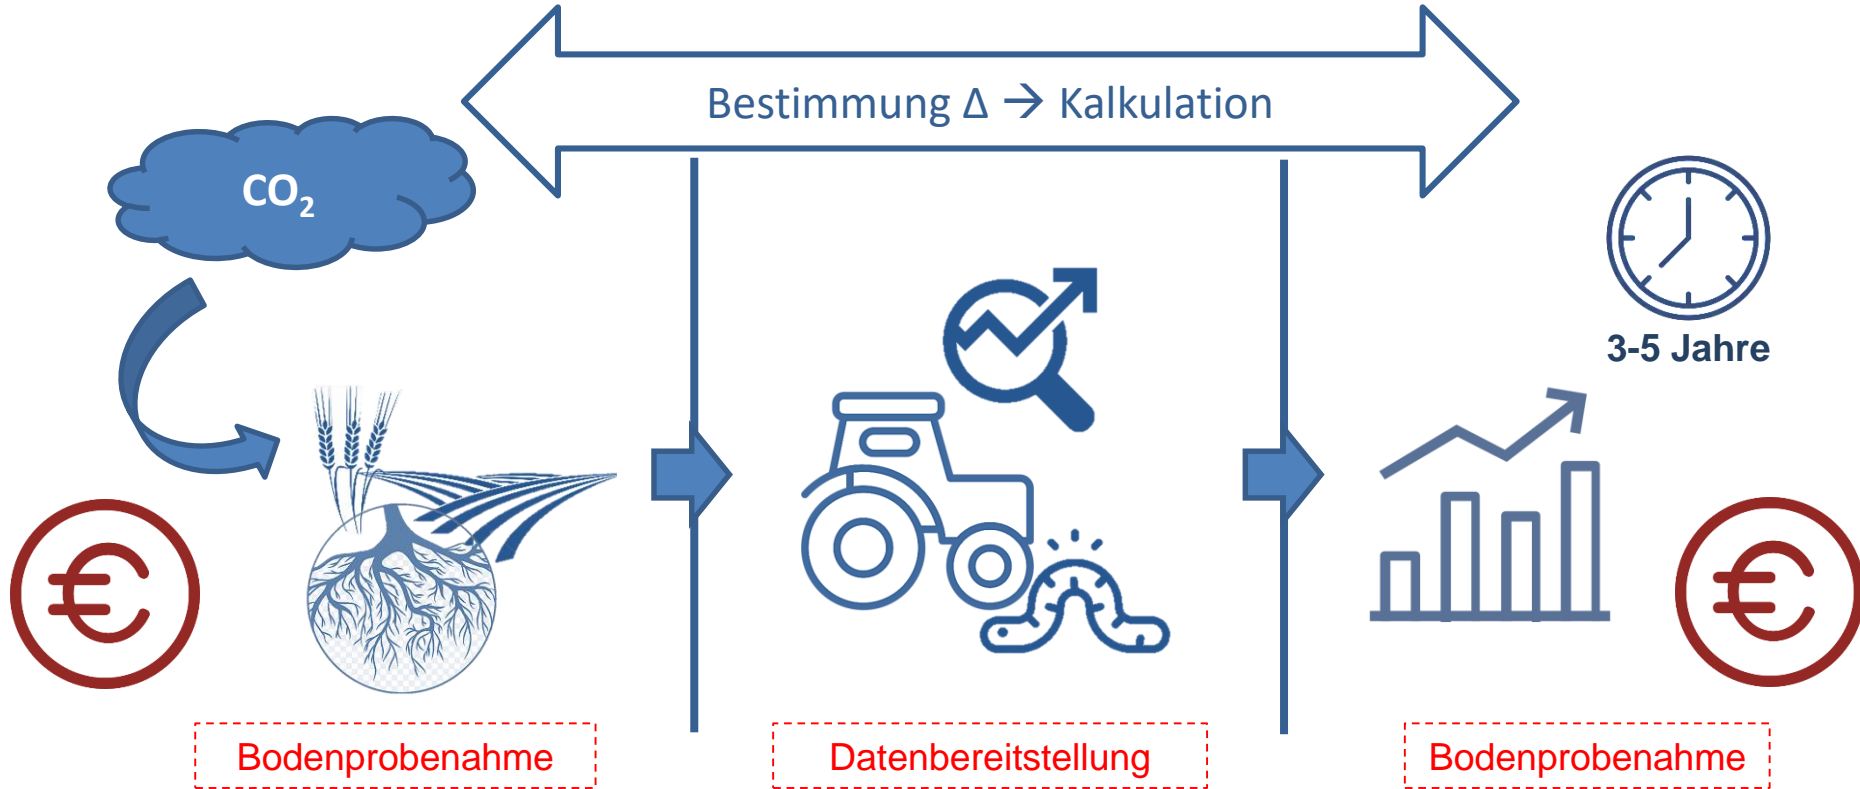 Bestimmung Δ → Kalkulation
CO₂
3-5 Jahre
Bodenprobenahme
Datenbereitstellung
Bodenprobenahme